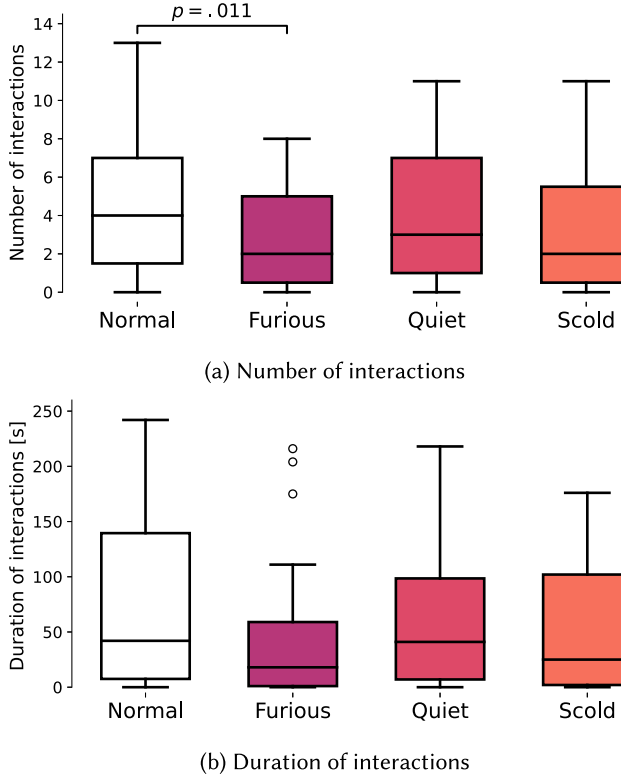 p = .011
14
12
10
8
6
4
2
0
Number of interactions
Normal Furious Quiet Scold
(a) Number of interactions
250
200
150
100
50
0
Duration of interactions [s]
Normal Furious Quiet Scold
(b) Duration of interactions